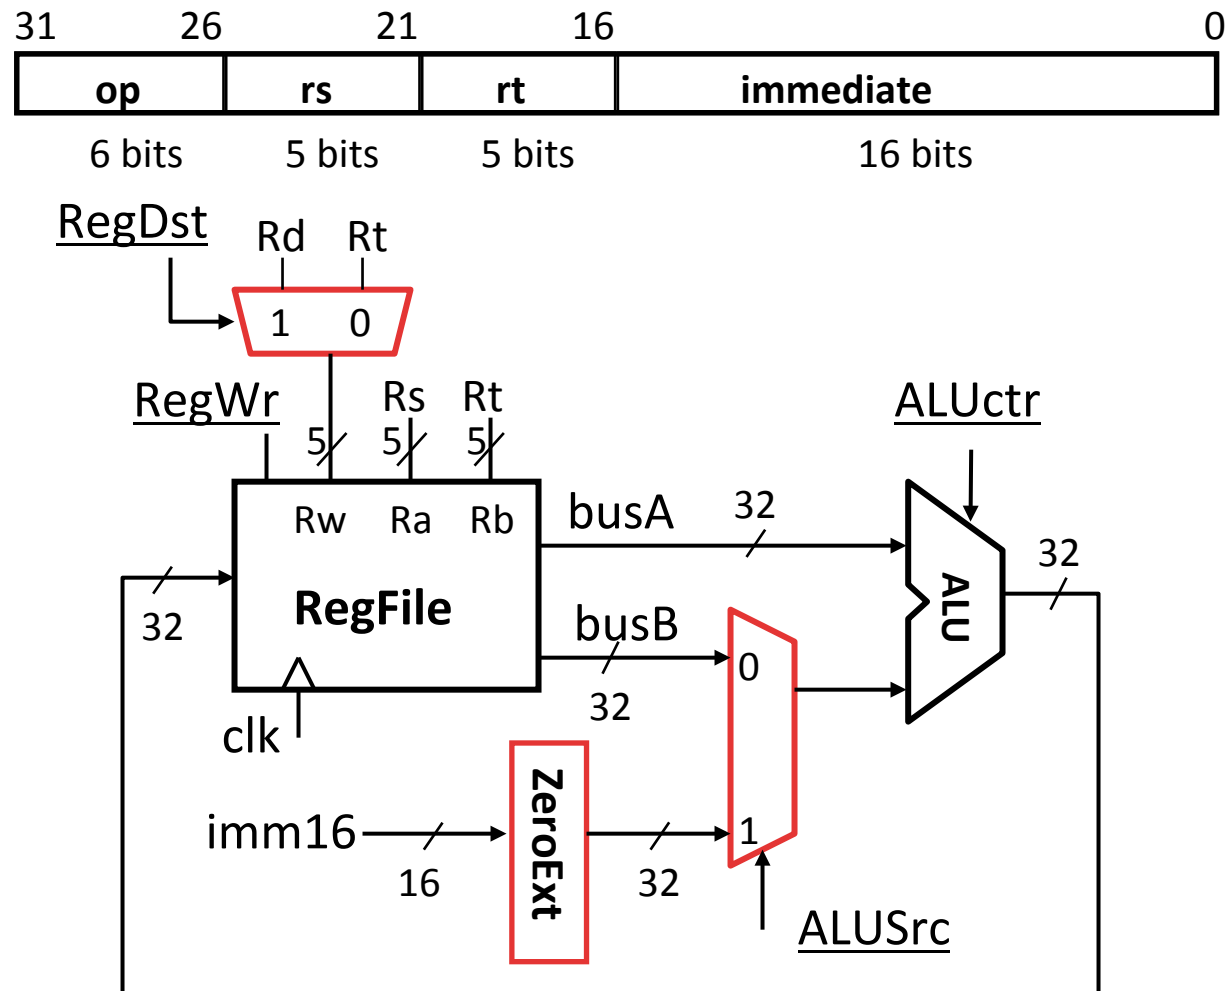 31 26 21 16 0
op rs rt immediate
6 bits 5 bits 5 bits 16 bits
RegDst
Rd Rt
1 0
RegWr Rs Rt ALUctr
5 5 5
Rw Ra Rb busA 32
32
ALU
RegFile
32
busB
0
32
clk
ZeroExt
imm16
1
16
32
ALUSrc